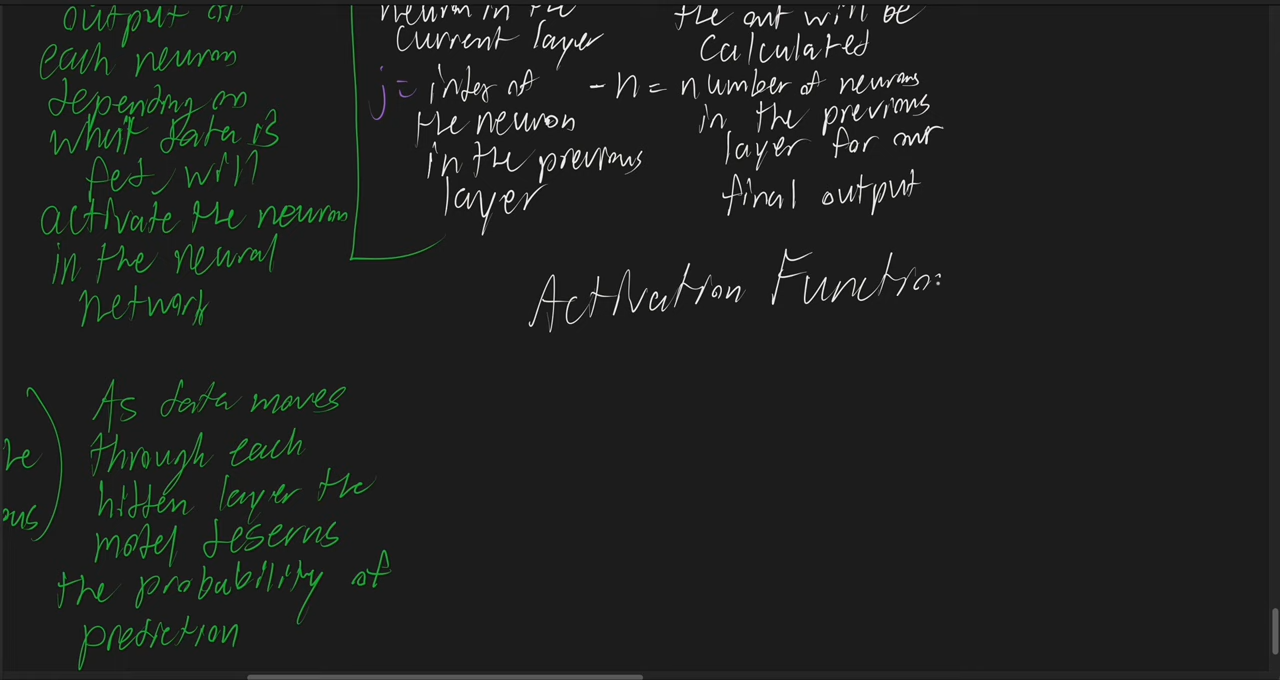 output of
each neuron
depending on
what data is
fed, will
activate the neuron
in the neural
network
neuron in the
current layer
j = index of
the neuron
in the previous
layer
the out will be
calculated
- n = number of neurons
in the previous
layer for our
final output
Activation Function:
As data moves
through each
hidden layer the
model deserns
the probability of
prediction